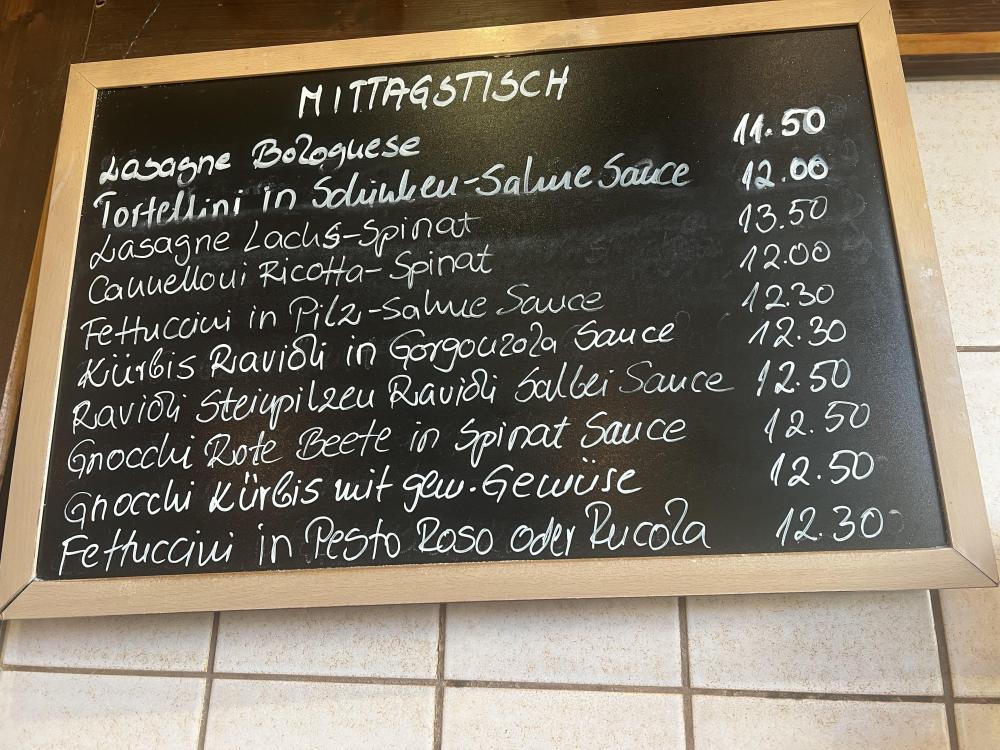 MITTAGSTISCH
Lasagne Bolognese 11.50
Tortellini in Schinken-Sahne Sauce 12.00
Lasagne Lachs-Spinat 13.50
Cannelloni Ricotta-Spinat 12.00
Fettuccini in Pilz-Sahne Sauce 12.30
Kürbis Ravioli in Gorgonzola Sauce 12.30
Ravioli Steinpilzen Ravioli Salbei Sauce 12.50
Gnocchi Rote Beete in Spinat Sauce 12.50
Gnocchi Kürbis mit gem. Gemüse 12.50
Fettuccini in Pesto Roso oder Rucola 12.30